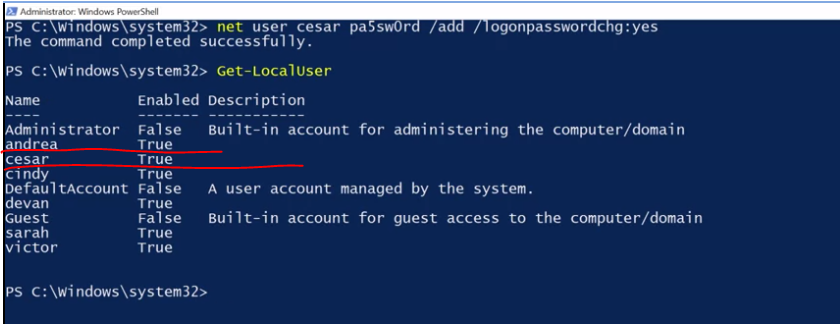 Administrator: Windows PowerShell
PS C:\Windows\system32> net user cesar pa5sw0rd /add /logonpasswordchg:yes
The command completed successfully.
PS C:\Windows\system32> Get-LocalUser
Name Enabled Description
---- ------- -----------
Administrator False Built-in account for administering the computer/domain
andrea True
cesar True
cindy True
DefaultAccount False A user account managed by the system.
devan True
Guest False Built-in account for guest access to the computer/domain
sarah True
victor True
PS C:\Windows\system32>